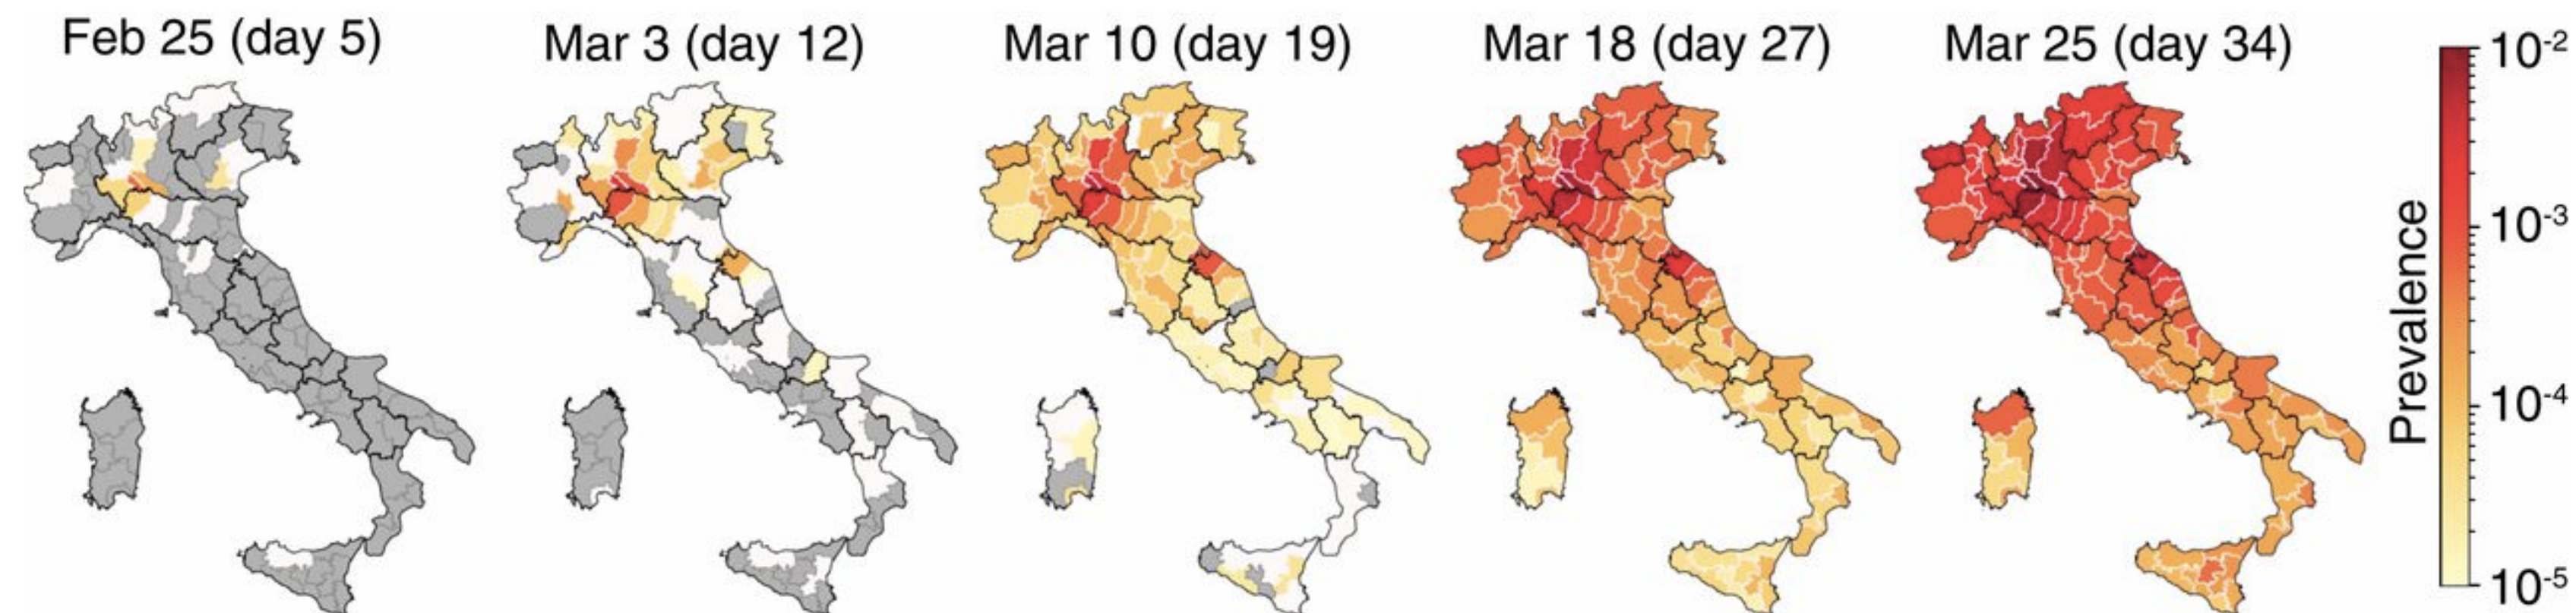 Feb 25 (day 5)
Mar 3 (day 12)
Mar 10 (day 19)
Mar 18 (day 27)
Mar 25 (day 34)
Prevalence
10-2
10-3
10-4
10-5